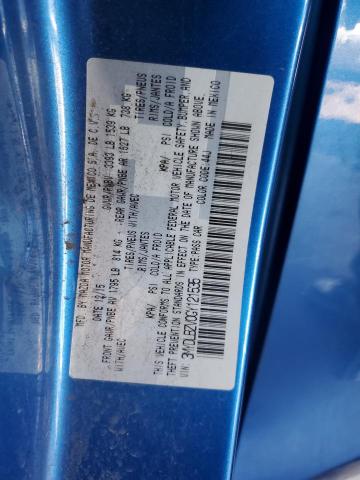 MFD. BY MAZDA MOTOR MANUFACTURING DE MEXICO S.A. DE C.V.
DATE: 12/15 GVWR/PNBV 3393 LB 1539 KG
FRONT GAWR/PNBE AV 1795 LB 814 KG REAR GAWR/PNBE AR 1627 LB 738 KG
WITH/AVEC TIRES/PNEUS WITH/AVEC TIRES/PNEUS
RIMS/JANTES RIMS/JANTES
KPA/ PSI COLD/A FROID KPA/ PSI COLD/A FROID
THIS VEHICLE CONFORMS TO ALL APPLICABLE FEDERAL MOTOR VEHICLE SAFETY BUMPER, AND
THEFT PREVENTION STANDARDS IN EFFECT ON THE DATE OF MANUFACTURE SHOWN ABOVE.
VIN: TYPE: PASS CAR COLOR CODE: 44J MADE IN MEXICO